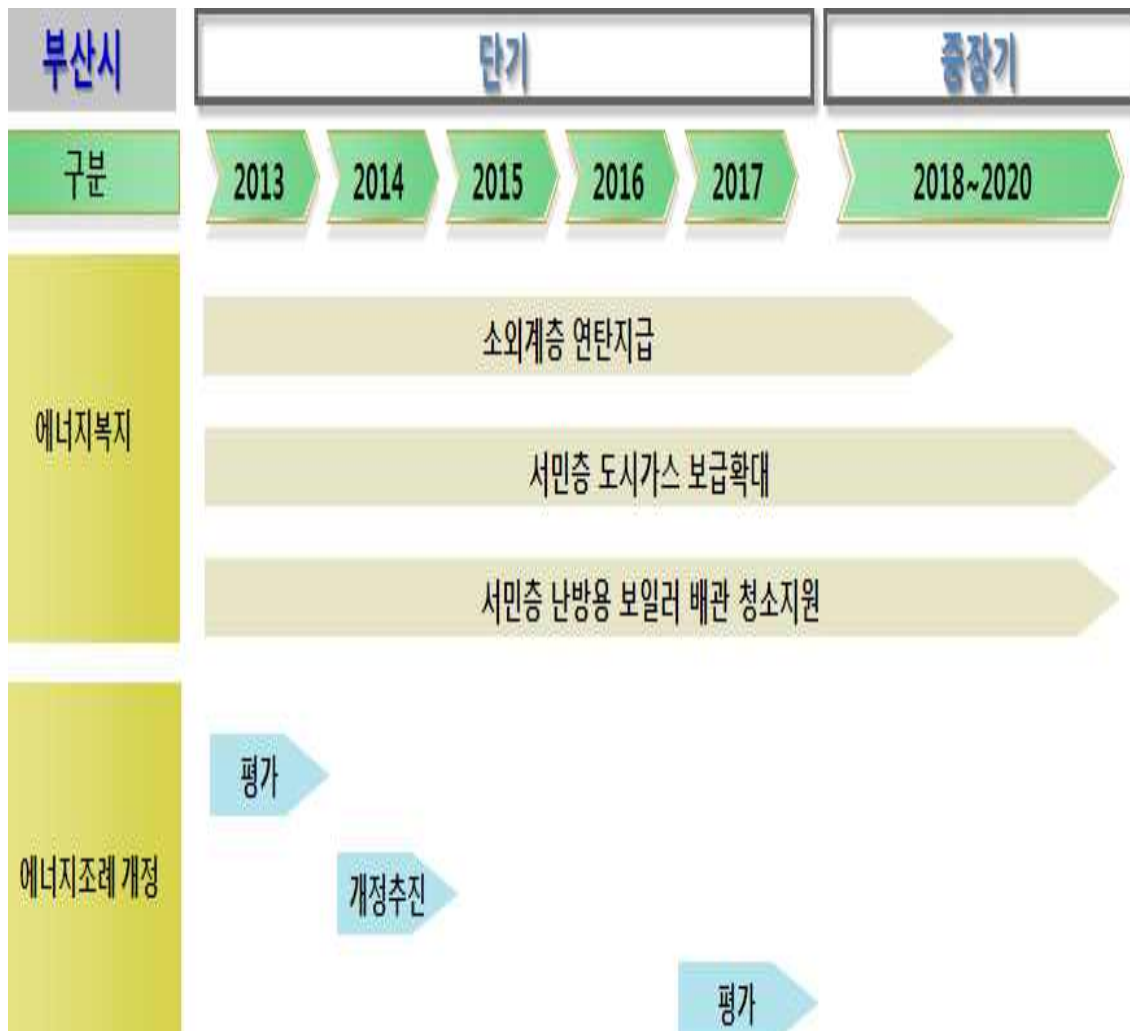 부산시 단기 중장기
구분 2013 2014 2015 2016 2017 2018~2020
에너지복지
소외계층 연탄지급
서민층 도시가스 보급확대
서민층 난방용 보일러 배관 청소지원
에너지조례 개정
평가
개정추진
평가